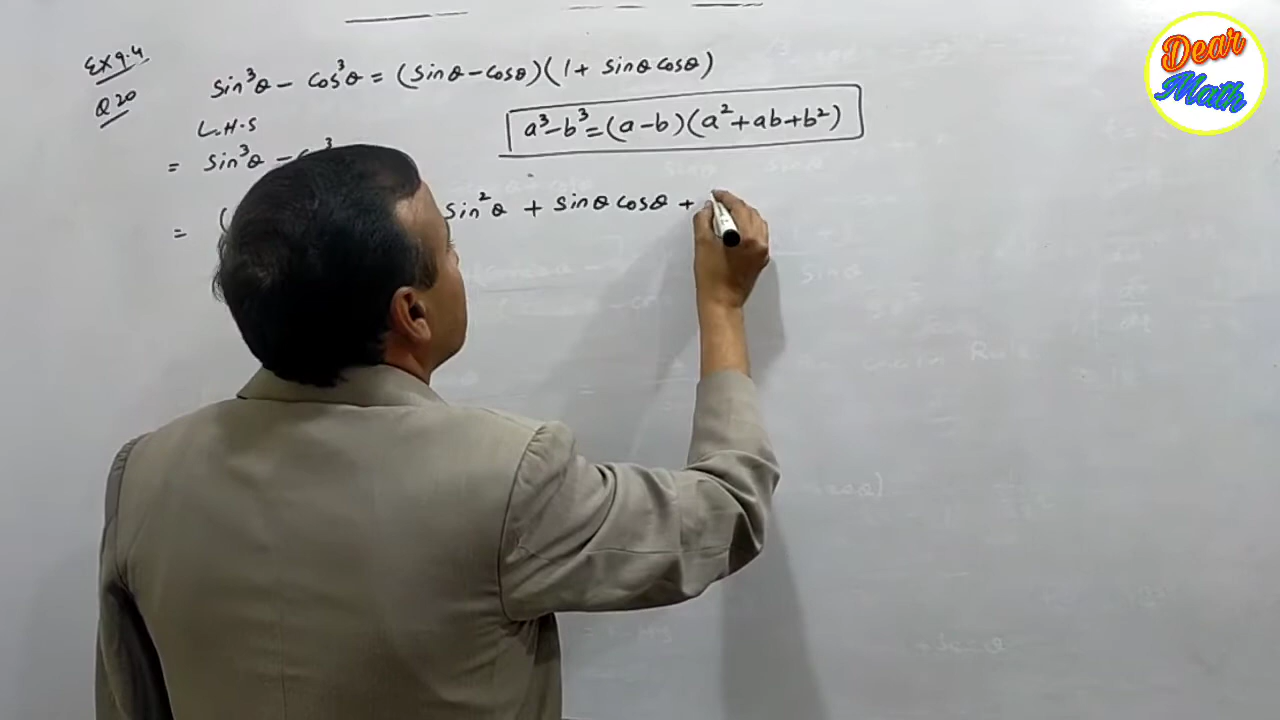 Dear
Math
Ex 9.4
Q 20
sin³θ - cos³θ = (sinθ - cosθ)(1 + sinθ cosθ)
L.H.S
a³-b³=(a-b)(a²+ab+b²)
= sin³θ -
= ( sin²θ + sinθ cosθ +